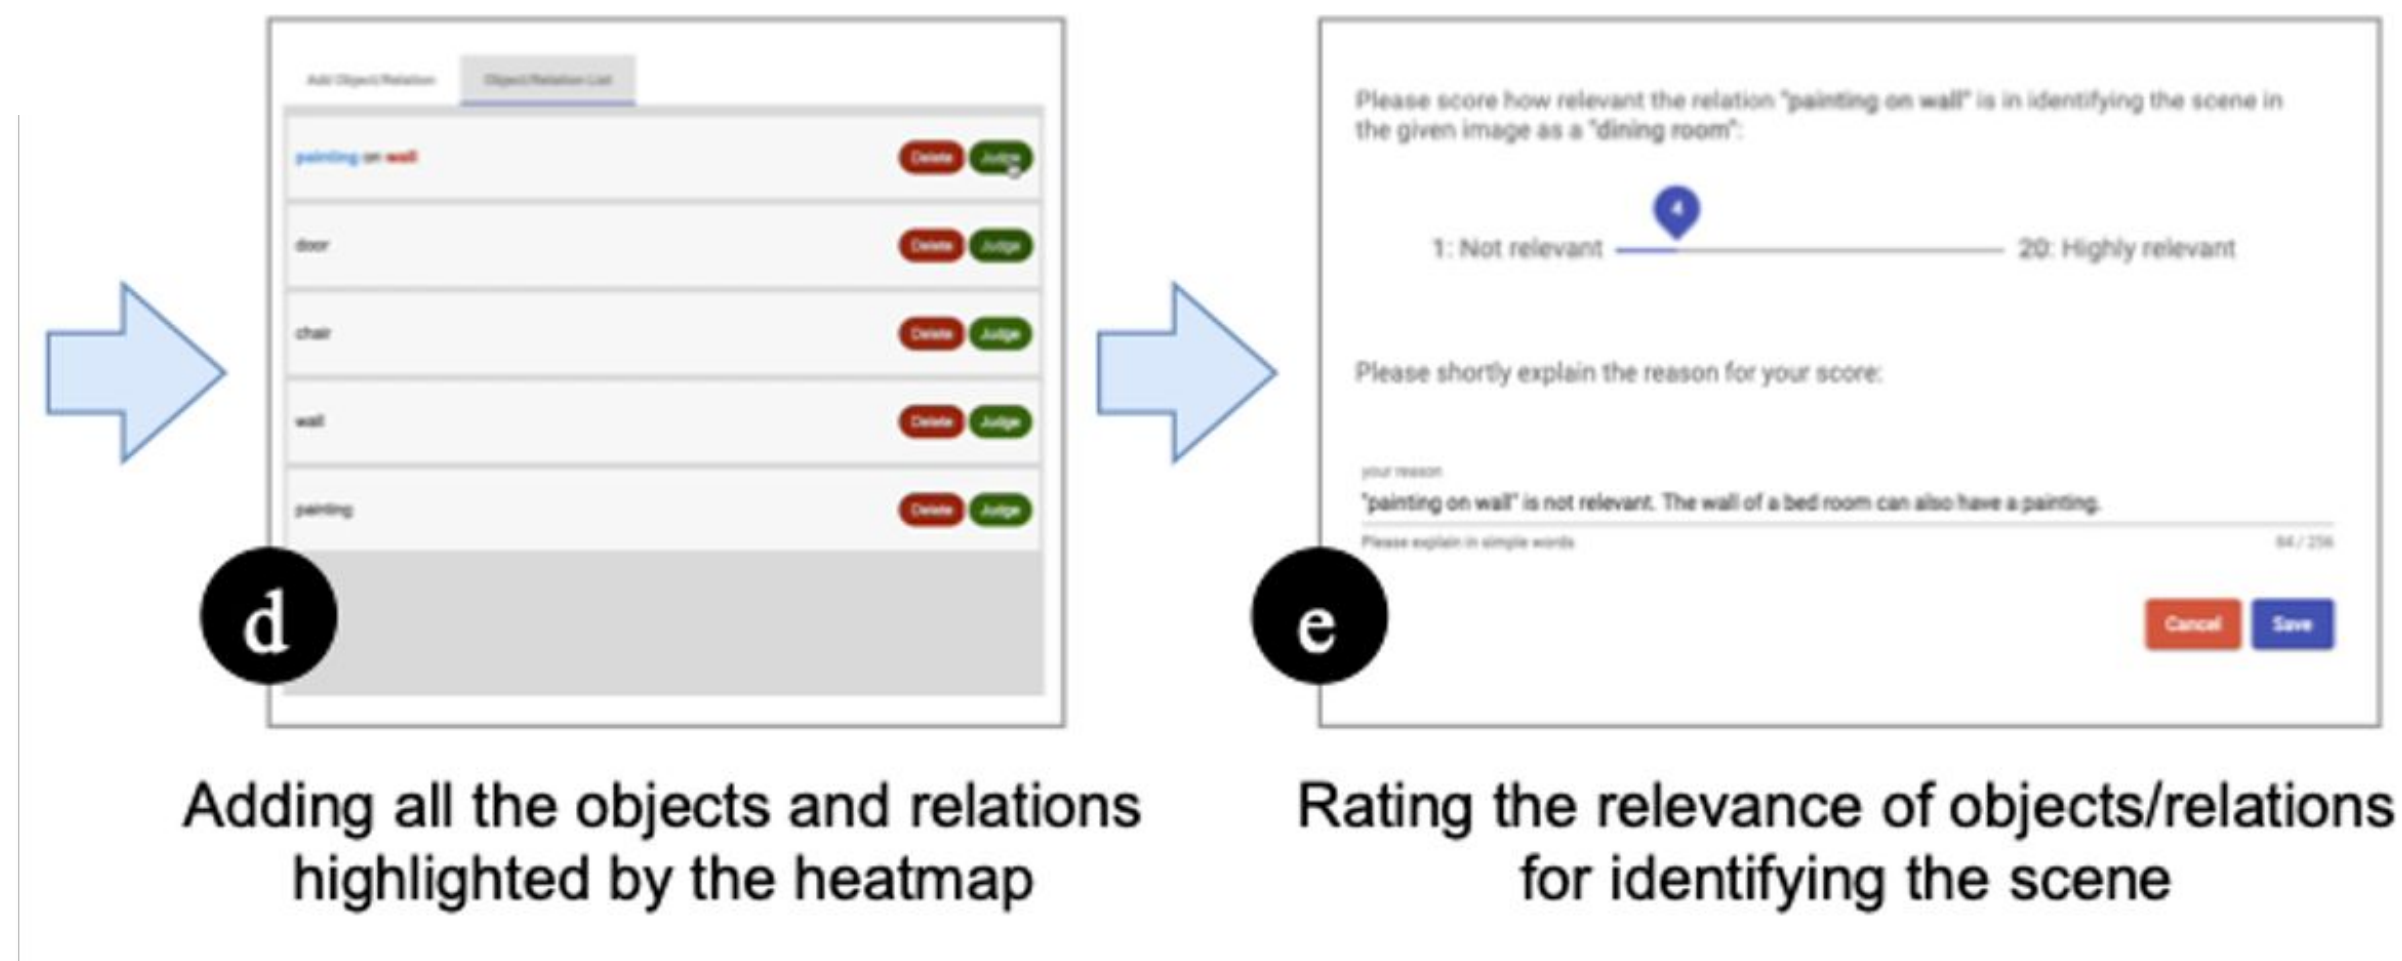 Add Object/Relation
Object/Relation List
painting on wall
Delete
Judge
door
Delete
Judge
chair
Delete
Judge
wall
Delete
Judge
painting
Delete
Judge
d
Adding all the objects and relations
highlighted by the heatmap
Please score how relevant the relation "painting on wall" is in identifying the scene in
the given image as a "dining room":
4
1: Not relevant
20: Highly relevant
Please shortly explain the reason for your score:
your reason
"painting on wall" is not relevant. The wall of a bed room can also have a painting.
Please explain in simple words
84 / 256
Cancel
Save
e
Rating the relevance of objects/relations
for identifying the scene